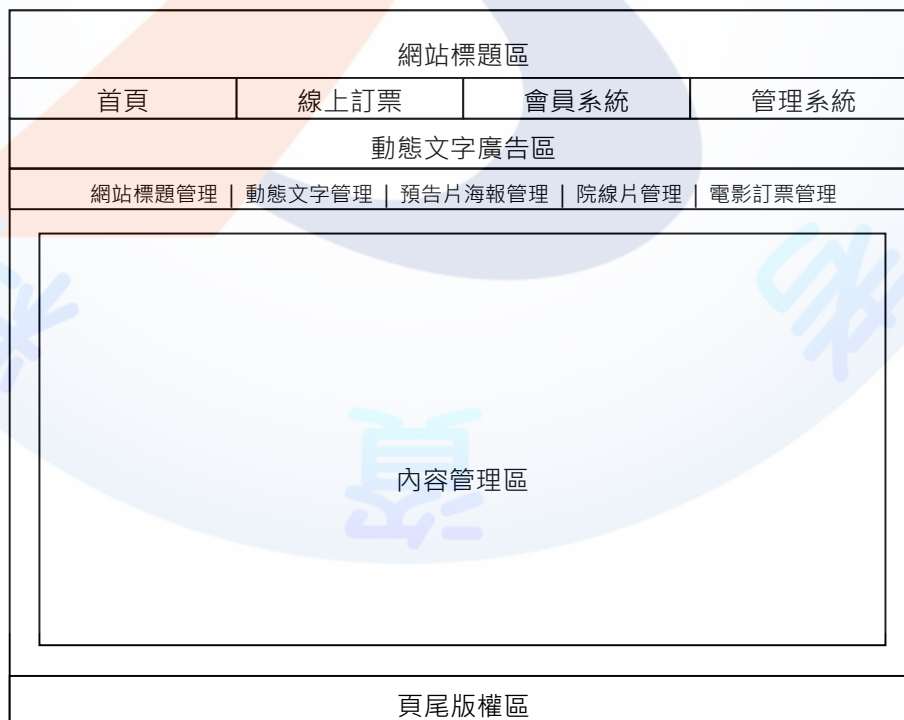 網站標題區
首頁 線上訂票 會員系統 管理系統
動態文字廣告區
網站標題管理 | 動態文字管理 | 預告片海報管理 | 院線片管理 | 電影訂票管理
內容管理區
頁尾版權區